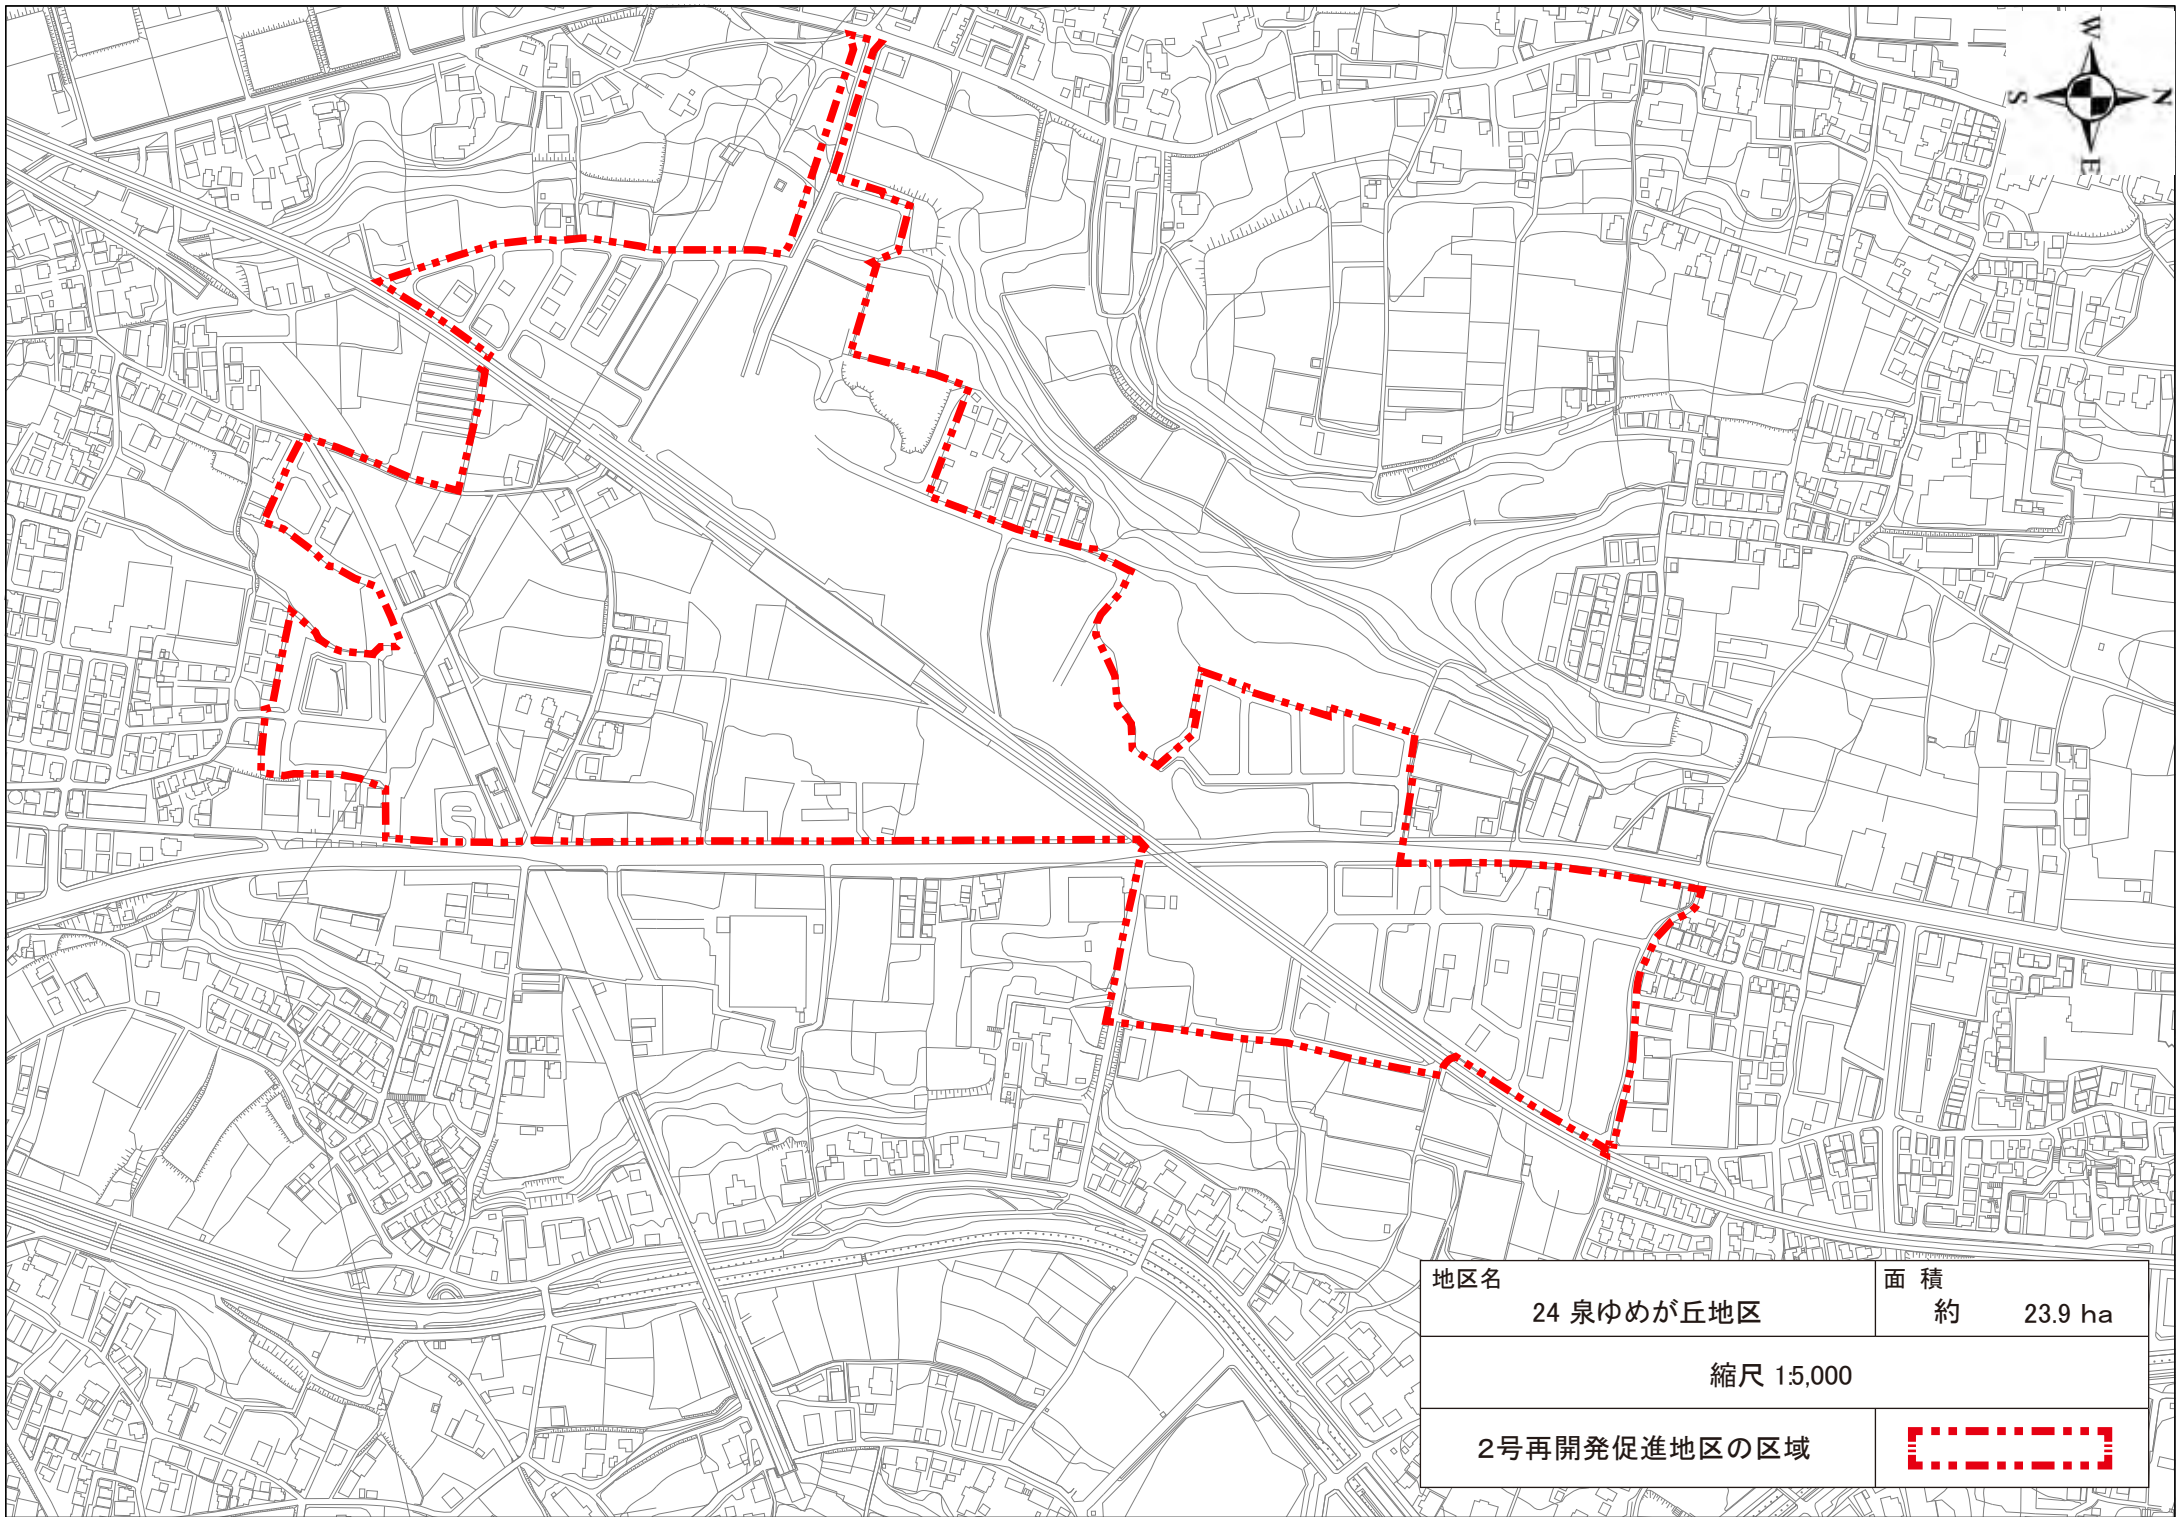 W
S N
E
地区名
24 泉ゆめが丘地区
面 積
約 23.9 ha
縮尺 1:5,000
2号再開発促進地区の区域